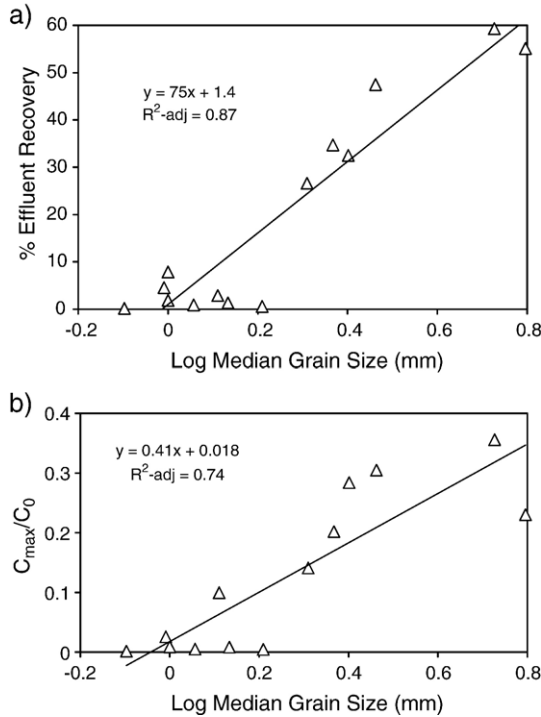 a)
60
50
40
30
20
10
0
% Effluent Recovery
y = 75x + 1.4
R²-adj = 0.87
-0.2 0 0.2 0.4 0.6 0.8
Log Median Grain Size (mm)
b)
0.4
0.3
0.2
0.1
0
Cmax/C0
y = 0.41x + 0.018
R²-adj = 0.74
-0.2 0 0.2 0.4 0.6 0.8
Log Median Grain Size (mm)